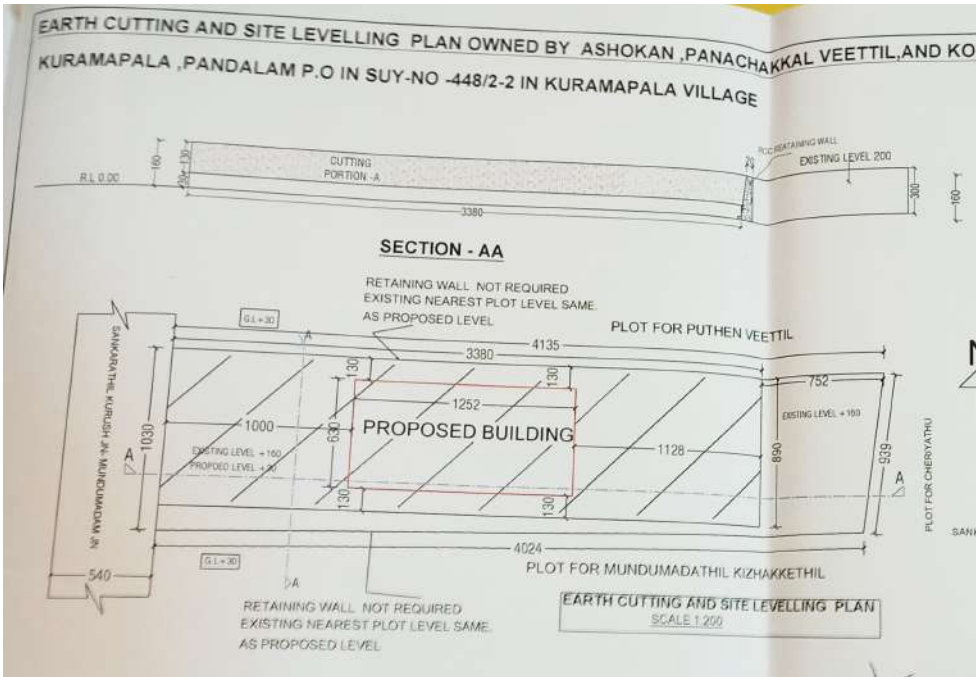 EARTH CUTTING AND SITE LEVELLING PLAN OWNED BY ASHOKAN ,PANACHAKKAL VEETTIL,AND KO
KURAMAPALA ,PANDALAM P.O IN SUY-NO -448/2-2 IN KURAMAPALA VILLAGE
RCC REATAINING WALL
160
130
CUTTING
PORTION -A
20
EXISTING LEVEL 200
R.L 0.00
30
300
160
3380
SECTION - AA
RETAINING WALL NOT REQUIRED
EXISTING NEAREST PLOT LEVEL SAME.
AS PROPOSED LEVEL
G.L+30
A
PLOT FOR PUTHEN VEETTIL
4135
3380
N
SANKARATHIL KURUSH JN- MUNDUMADAM JN
1030
130
130
752
1252
EXISTING LEVEL +160
1000
630
PROPOSED BUILDING
1128
890
939
EXISTING LEVEL +160
PROPOED LEVEL +30
A
A
130
130
PLOT FOR CHERIYATHU
SANK
4024
G.L+30
540
A
PLOT FOR MUNDUMADATHIL KIZHAKKETHIL
RETAINING WALL NOT REQUIRED
EXISTING NEAREST PLOT LEVEL SAME.
AS PROPOSED LEVEL
EARTH CUTTING AND SITE LEVELLING PLAN
SCALE 1:200